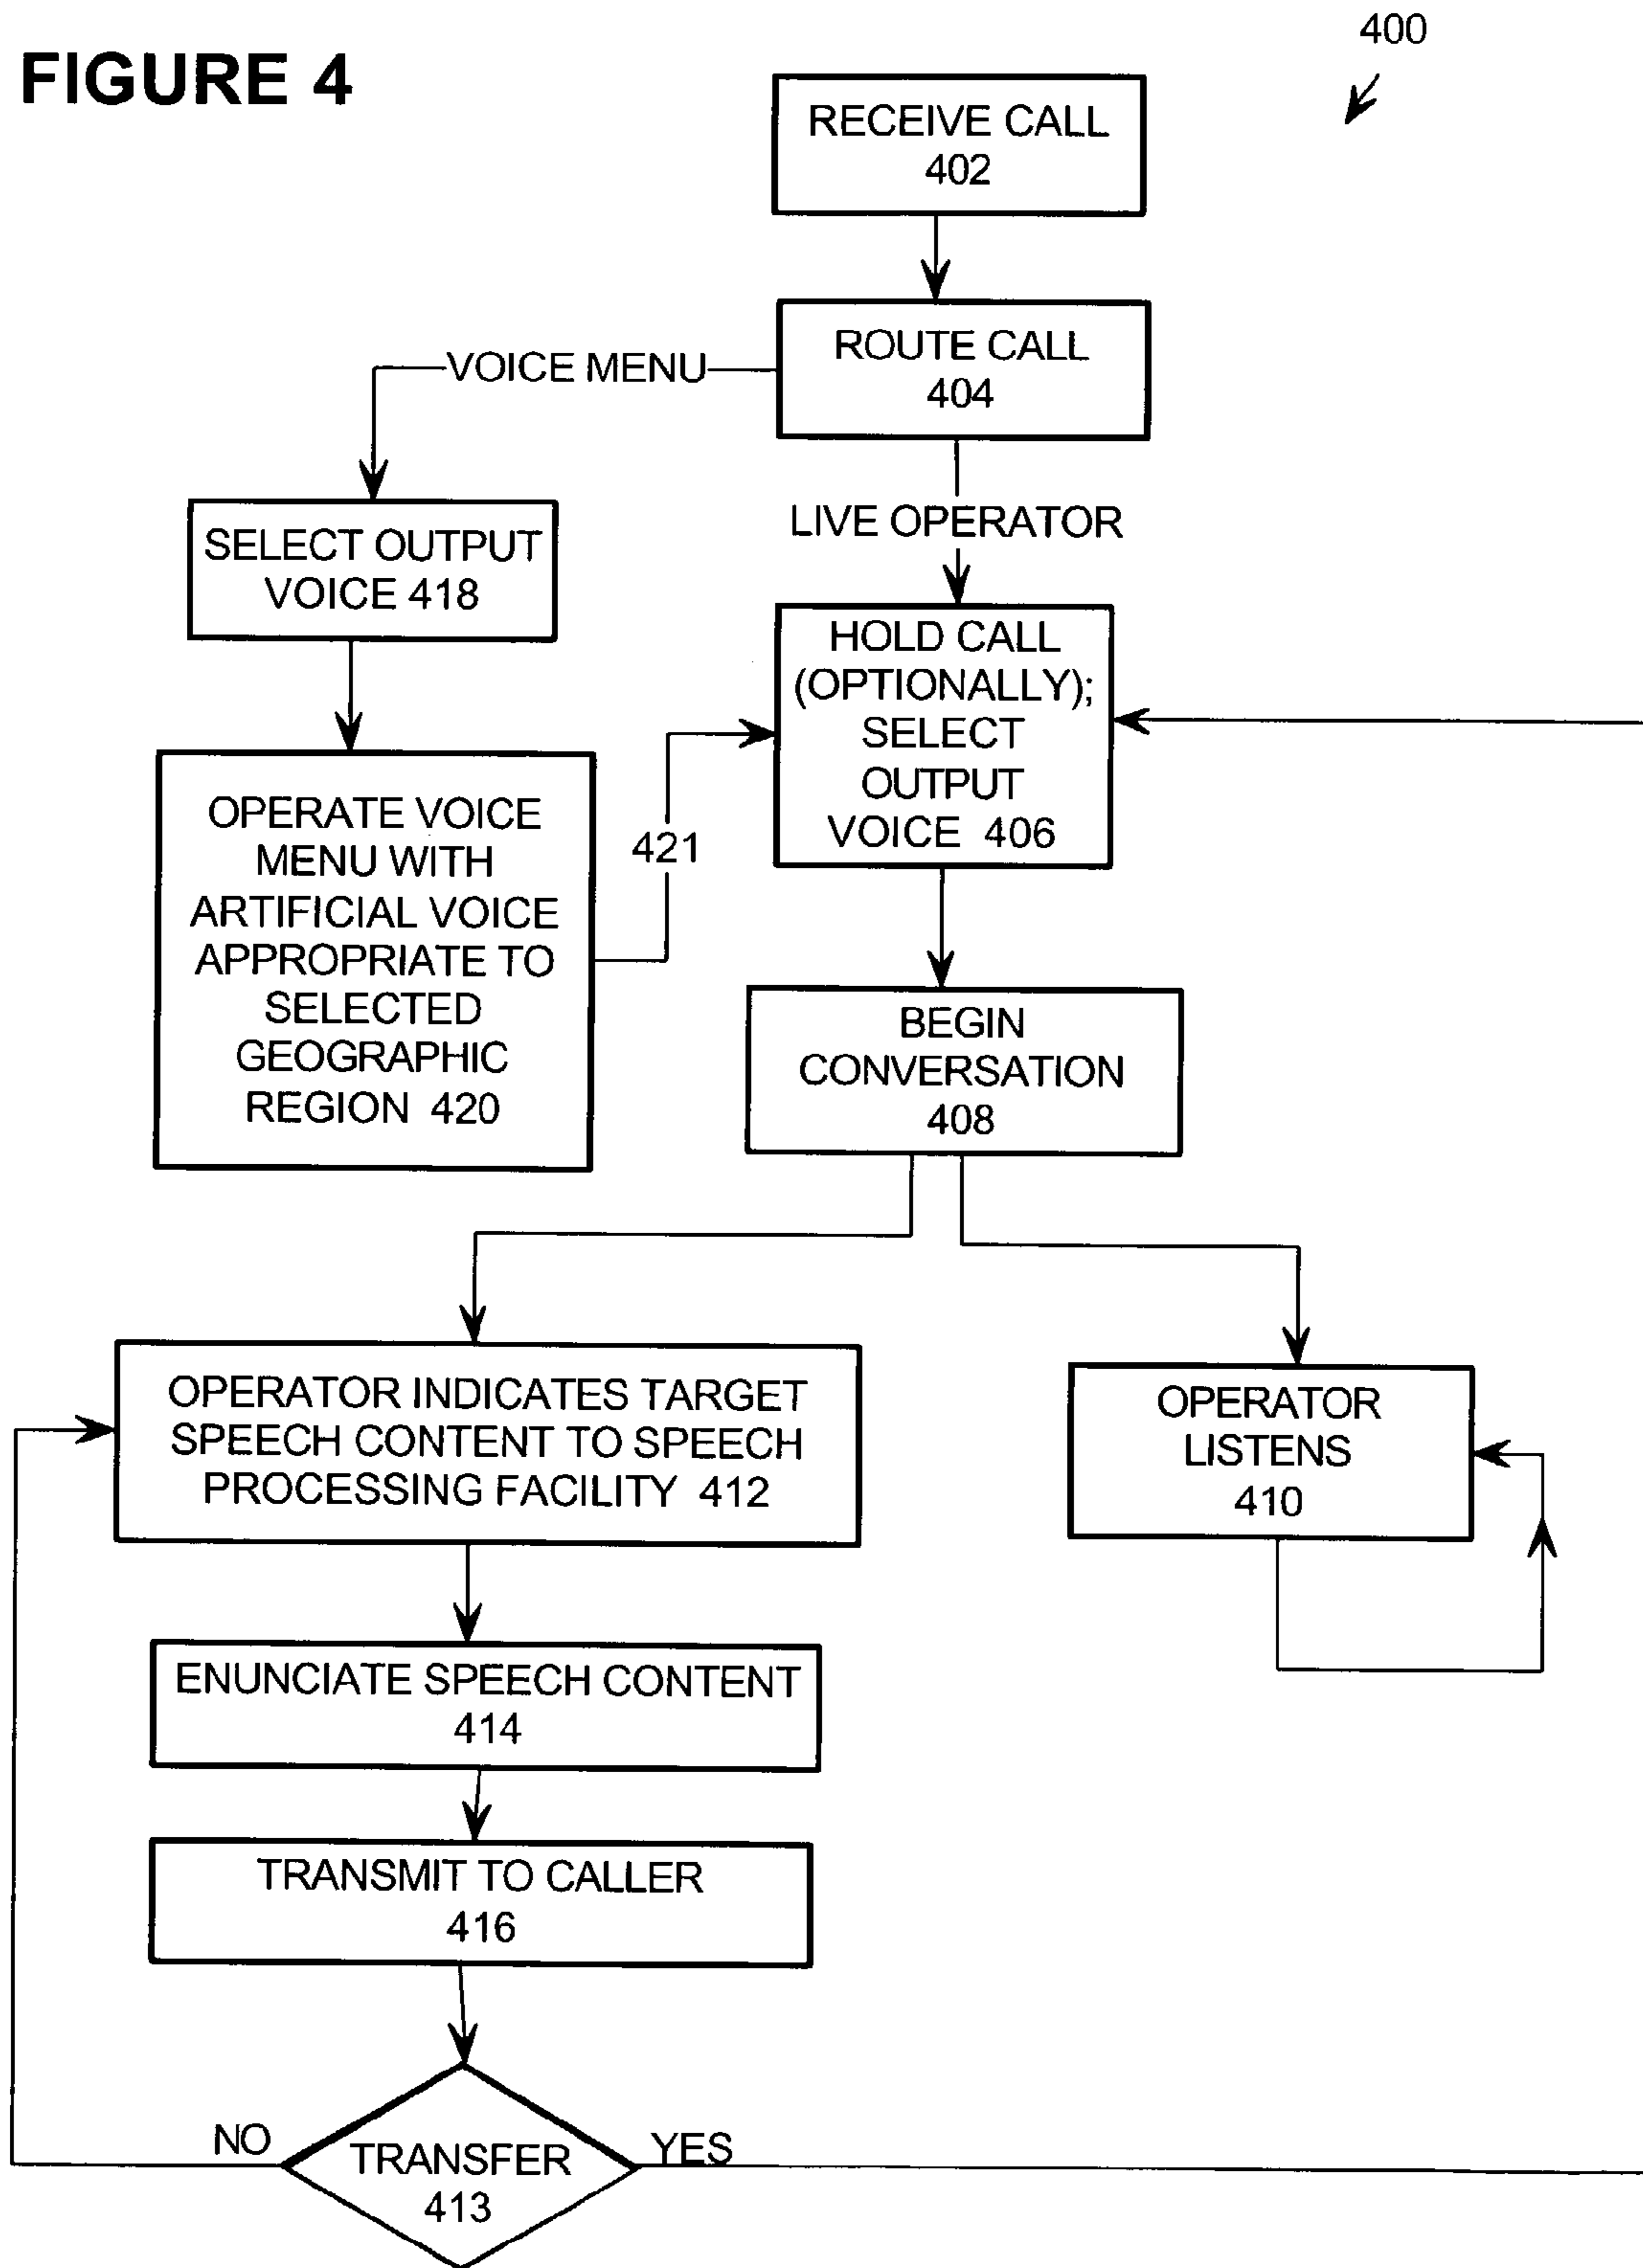 FIGURE 4
400
RECEIVE CALL
402
ROUTE CALL
404
VOICE MENU
LIVE OPERATOR
SELECT OUTPUT
VOICE 418
HOLD CALL
(OPTIONALLY);
SELECT
OUTPUT
VOICE 406
OPERATE VOICE
MENU WITH
ARTIFICIAL VOICE
APPROPRIATE TO
SELECTED
GEOGRAPHIC
REGION 420
421
BEGIN
CONVERSATION
408
OPERATOR INDICATES TARGET
SPEECH CONTENT TO SPEECH
PROCESSING FACILITY 412
OPERATOR
LISTENS
410
ENUNCIATE SPEECH CONTENT
414
TRANSMIT TO CALLER
416
NO
TRANSFER
413
YES